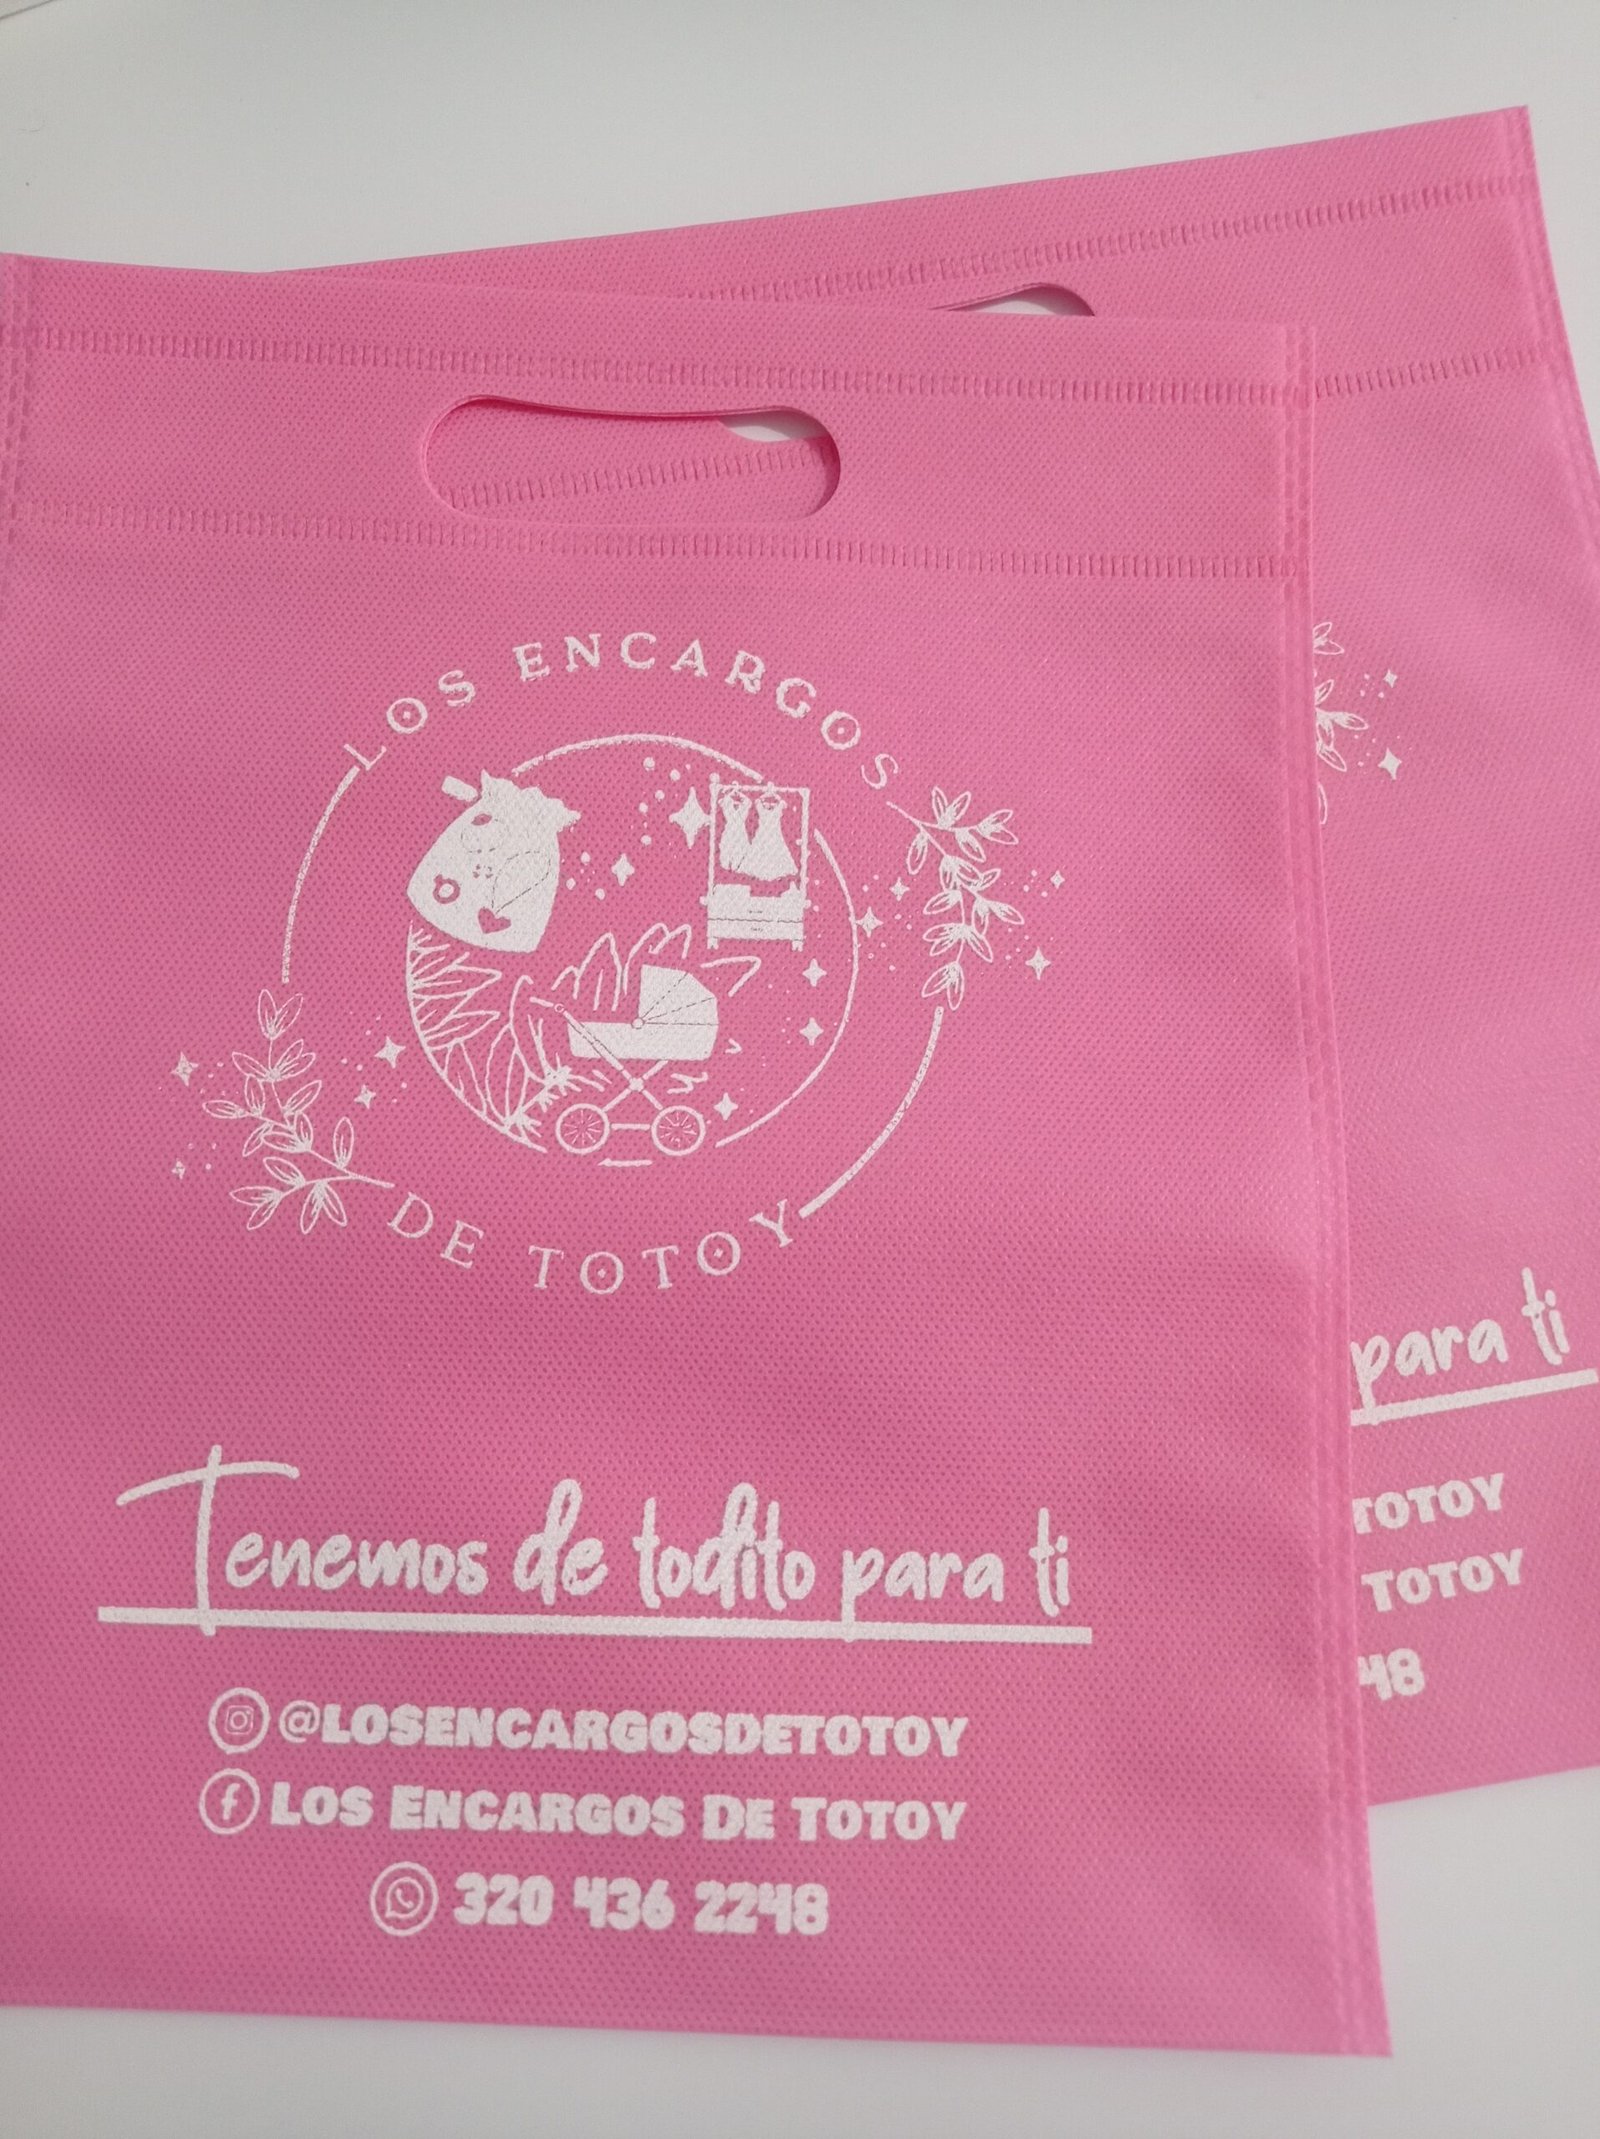 LOS ENCARGOS
DE TOTOY
Tenemos de todito para ti
@LOSENCARGOSDETOTOY
LOS ENCARGOS DE TOTOY
320 436 2248
para ti
TOTOY
TOTOY
48